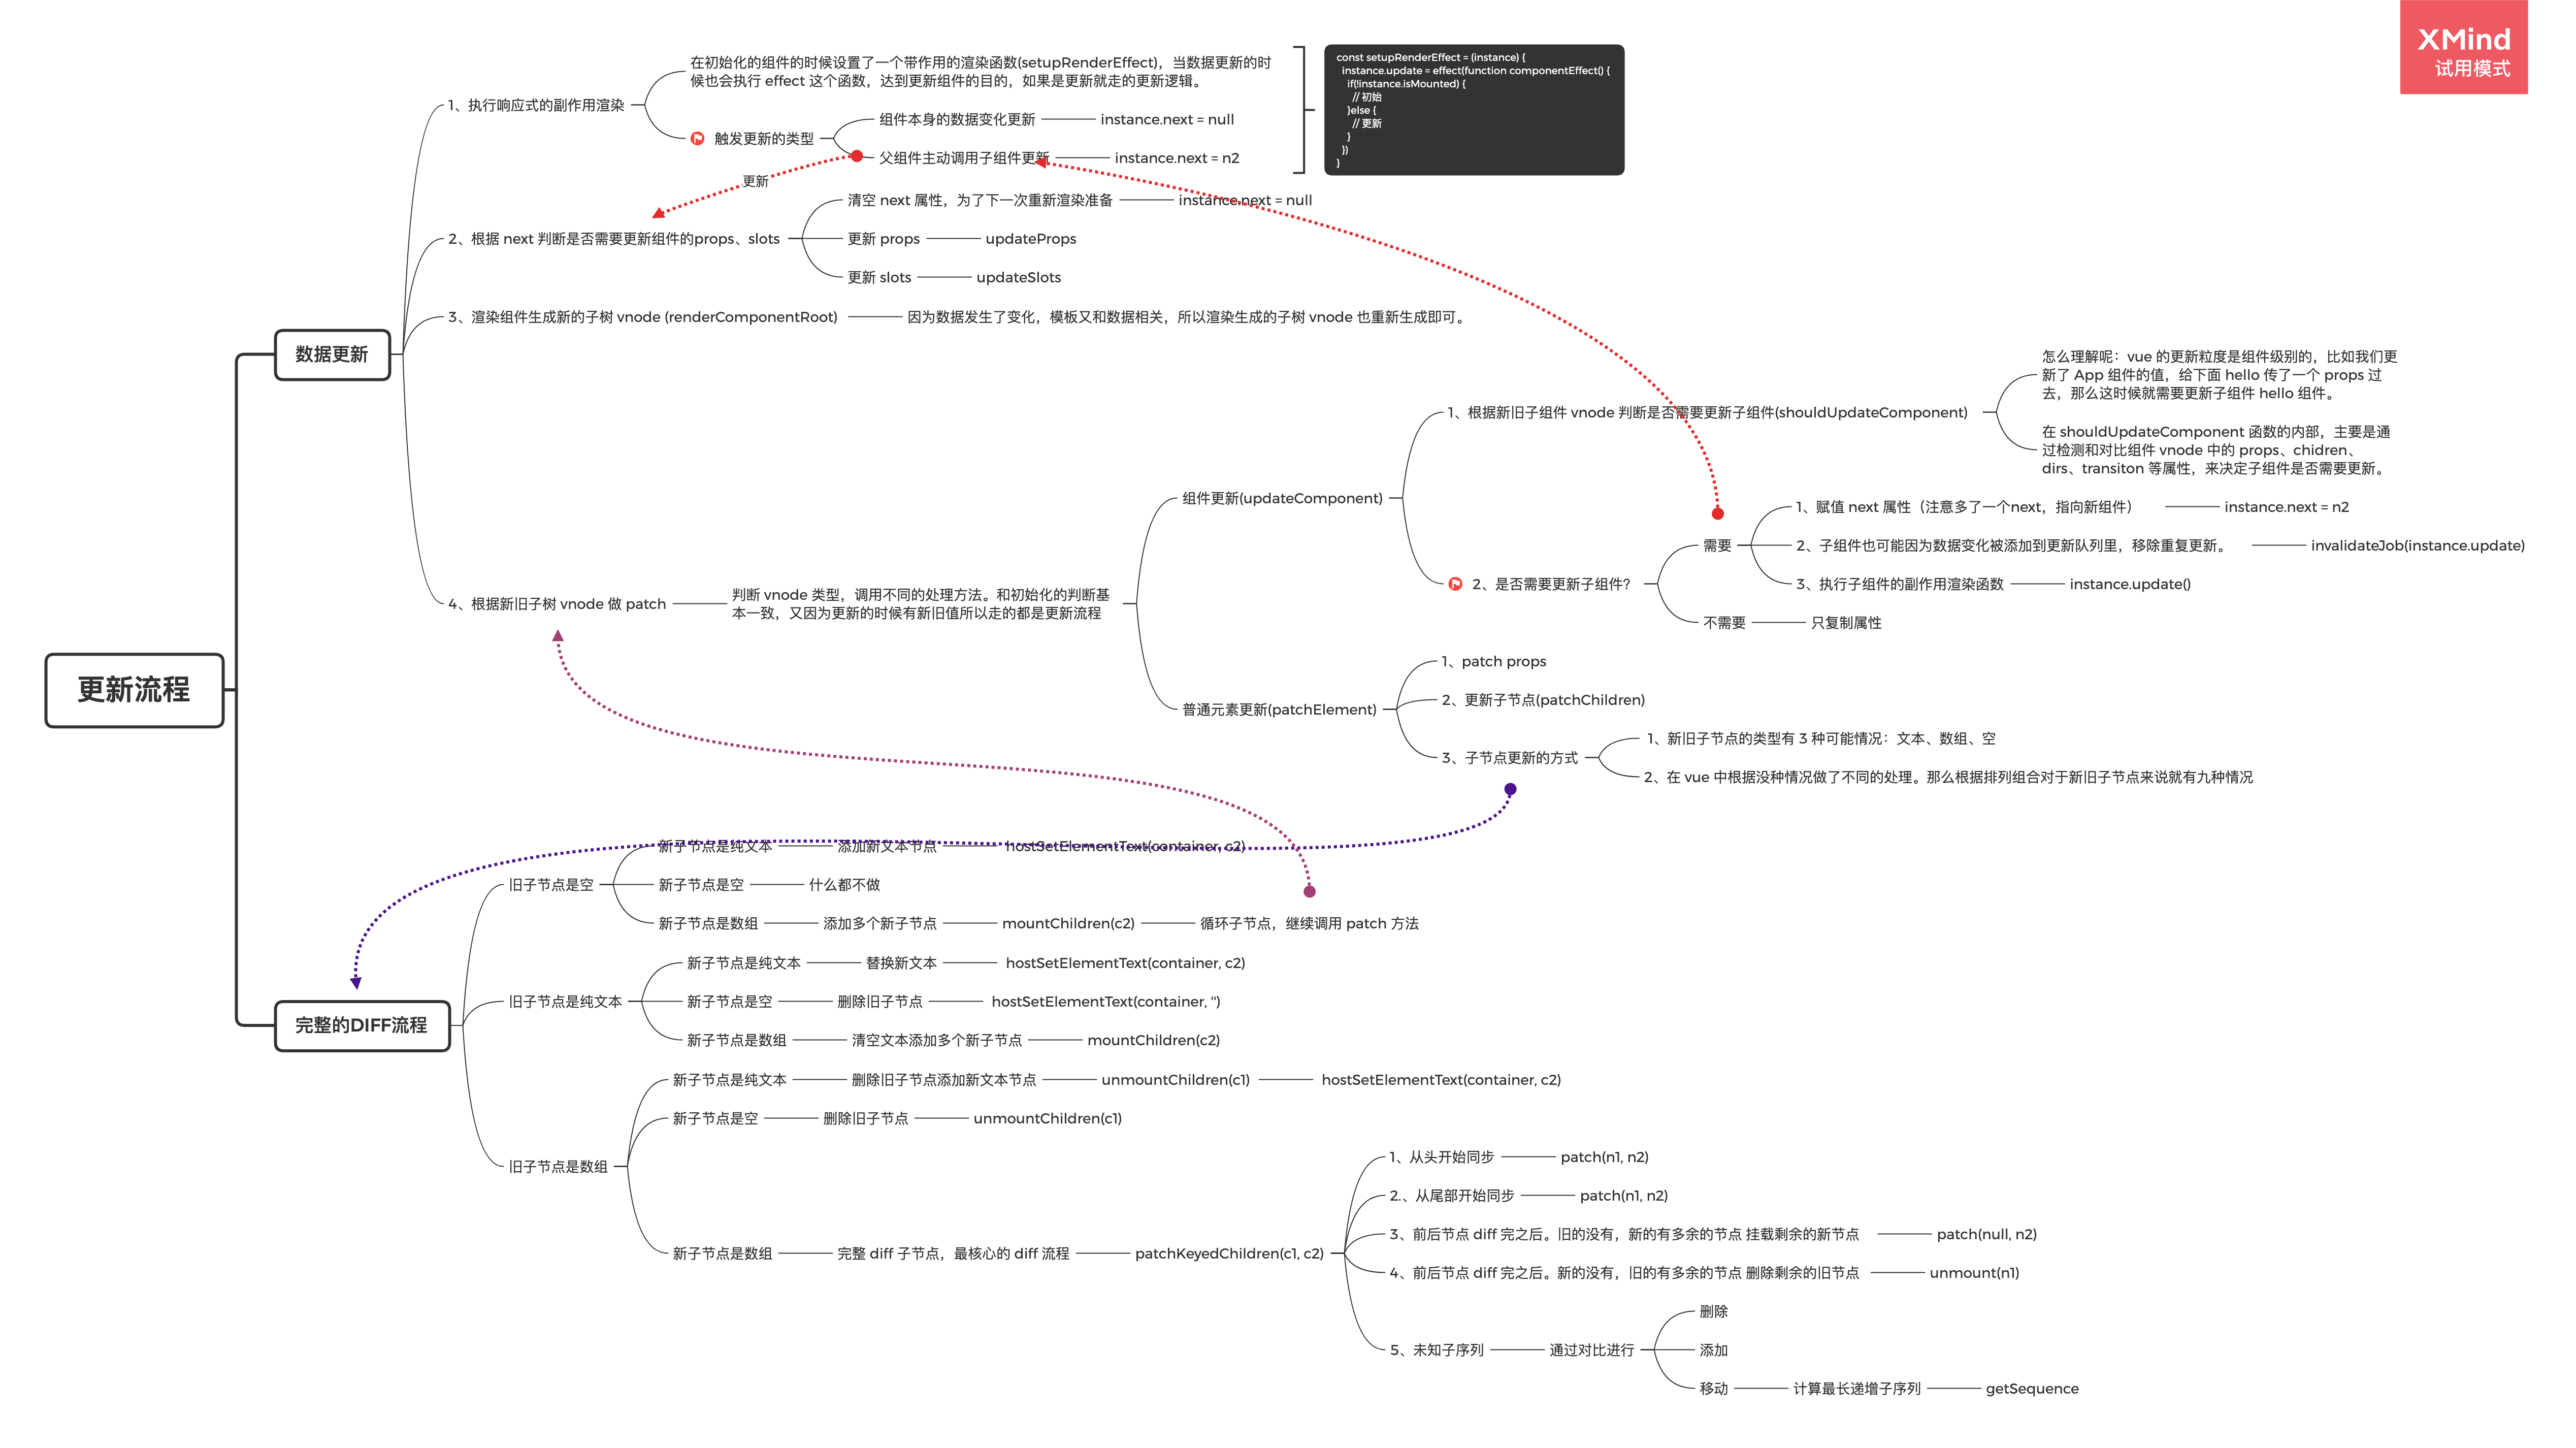 XMind
试用模式
更新流程
数据更新
1、执行响应式的副作用渲染
在初始化的组件的时候设置了一个带作用的渲染函数(setupRenderEffect)，当数据更新的时
候也会执行 effect 这个函数，达到更新组件的目的，如果是更新就走的更新逻辑。
触发更新的类型
组件本身的数据变化更新
instance.next = null
父组件主动调用子组件更新
instance.next = n2
const setupRenderEffect = (instance) {
instance.update = effect(function componentEffect() {
if(!instance.isMounted) {
// 初始
}else {
// 更新
}
})
}
更新
2、根据 next 判断是否需要更新组件的props、slots
清空 next 属性，为了下一次重新渲染准备
instance.next = null
更新 props
updateProps
更新 slots
updateSlots
3、渲染组件生成新的子树 vnode (renderComponentRoot)
因为数据发生了变化，模板又和数据相关，所以渲染生成的子树 vnode 也重新生成即可。
4、根据新旧子树 vnode 做 patch
判断 vnode 类型，调用不同的处理方法。和初始化的判断基
本一致，又因为更新的时候有新旧值所以走的都是更新流程
组件更新(updateComponent)
1、根据新旧子组件 vnode 判断是否需要更新子组件(shouldUpdateComponent)
怎么理解呢：vue 的更新粒度是组件级别的，比如我们更
新了 App 组件的值，给下面 hello 传了一个 props 过
去，那么这时候就需要更新子组件 hello 组件。
在 shouldUpdateComponent 函数的内部，主要是通
过检测和对比组件 vnode 中的 props、chidren、
dirs、transiton 等属性，来决定子组件是否需要更新。
2、是否需要更新子组件？
需要
1、赋值 next 属性（注意多了一个next，指向新组件）
instance.next = n2
2、子组件也可能因为数据变化被添加到更新队列里，移除重复更新。
invalidateJob(instance.update)
3、执行子组件的副作用渲染函数
instance.update()
不需要
只复制属性
普通元素更新(patchElement)
1、patch props
2、更新子节点(patchChildren)
3、子节点更新的方式
1、新旧子节点的类型有 3 种可能情况：文本、数组、空
2、在 vue 中根据没种情况做了不同的处理。那么根据排列组合对于新旧子节点来说就有九种情况
完整的DIFF流程
旧子节点是空
新子节点是纯文本
添加新文本节点
hostSetElementText(container, c2)
新子节点是空
什么都不做
新子节点是数组
添加多个新子节点
mountChildren(c2)
循环子节点，继续调用 patch 方法
旧子节点是纯文本
新子节点是纯文本
替换新文本
hostSetElementText(container, c2)
新子节点是空
删除旧子节点
hostSetElementText(container, '')
新子节点是数组
清空文本添加多个新子节点
mountChildren(c2)
旧子节点是数组
新子节点是纯文本
删除旧子节点添加新文本节点
unmountChildren(c1)
hostSetElementText(container, c2)
新子节点是空
删除旧子节点
unmountChildren(c1)
新子节点是数组
完整 diff 子节点，最核心的 diff 流程
patchKeyedChildren(c1, c2)
1、从头开始同步
patch(n1, n2)
2.、从尾部开始同步
patch(n1, n2)
3、前后节点 diff 完之后。旧的没有，新的有多余的节点 挂载剩余的新节点
patch(null, n2)
4、前后节点 diff 完之后。新的没有，旧的有多余的节点 删除剩余的旧节点
unmount(n1)
5、未知子序列
通过对比进行
删除
添加
移动
计算最长递增子序列
getSequence